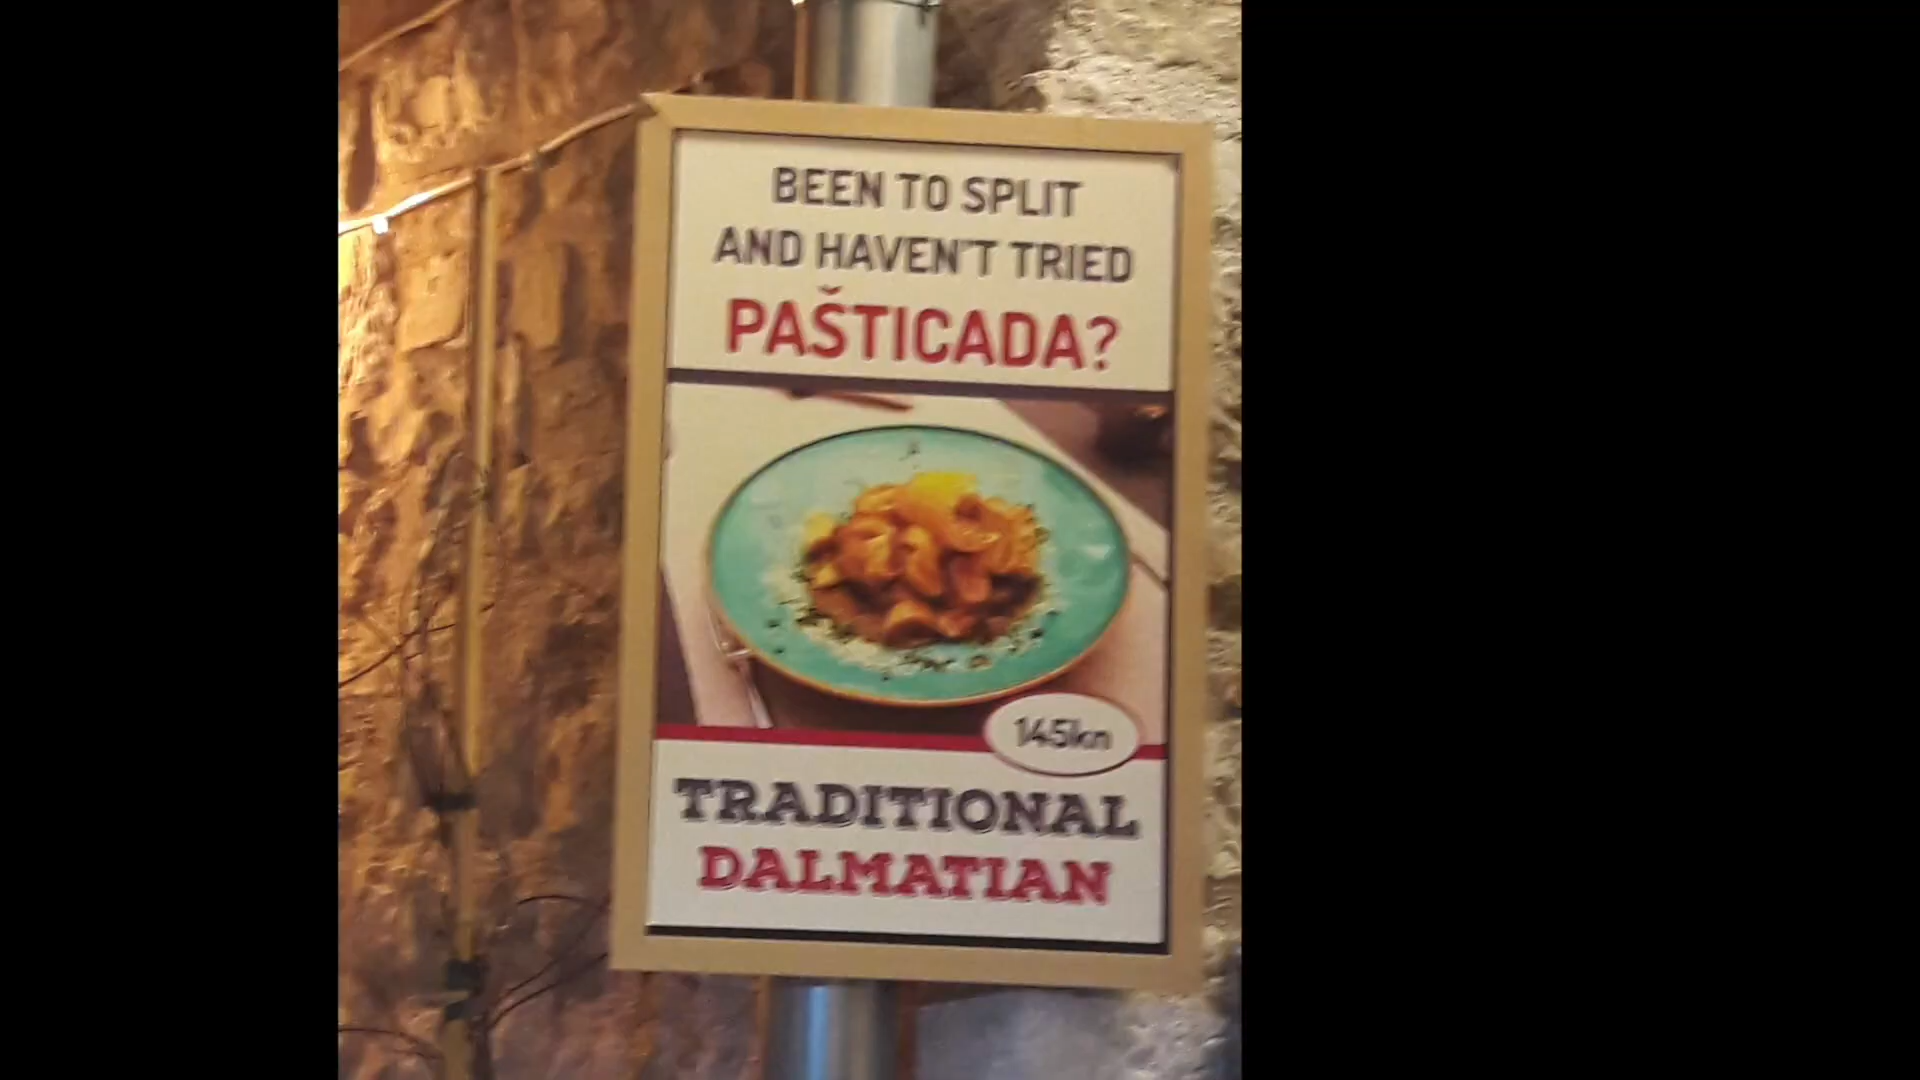 BEEN TO SPLIT
AND HAVEN'T TRIED
PAŠTICADA?
145kn
TRADITIONAL
DALMATIAN